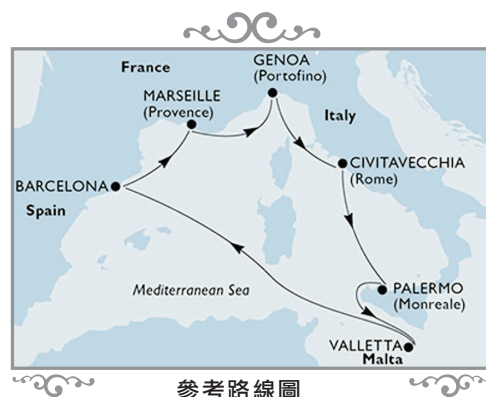 France
GENOA
(Portofino)
MARSEILLE
(Provence)
Italy
CIVITAVECCHIA
(Rome)
BARCELONA
Spain
Mediterranean Sea
PALERMO
(Monreale)
VALLETTA
Malta
參考路線圖